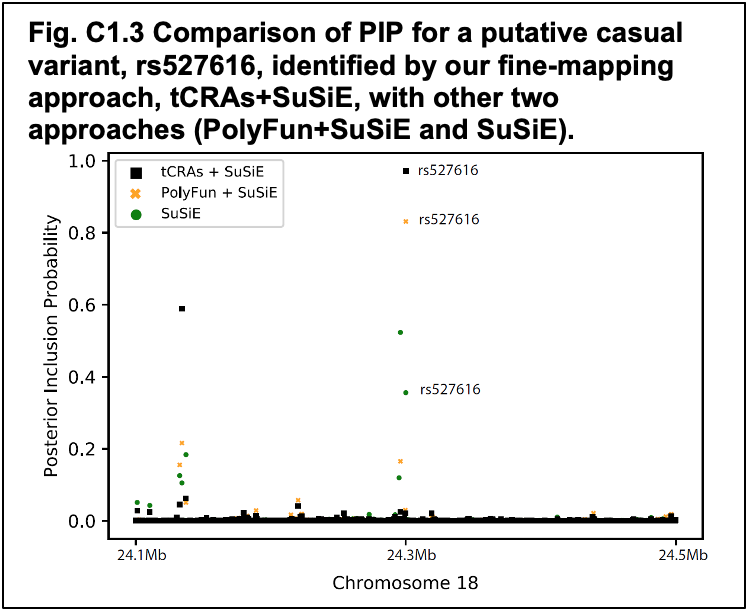 Fig. C1.3 Comparison of PIP for a putative casual
variant, rs527616, identified by our fine-mapping
approach, tCRAs+SuSiE, with other two
approaches (PolyFun+SuSiE and SuSiE).
1.0
tCRAs + SuSiE
PolyFun + SuSiE
SuSiE
rs527616
rs527616
0.8
0.6
0.4
rs527616
0.2
0.0
Posterior Inclusion Probability
24.1Mb
24.3Mb
24.5Mb
Chromosome 18